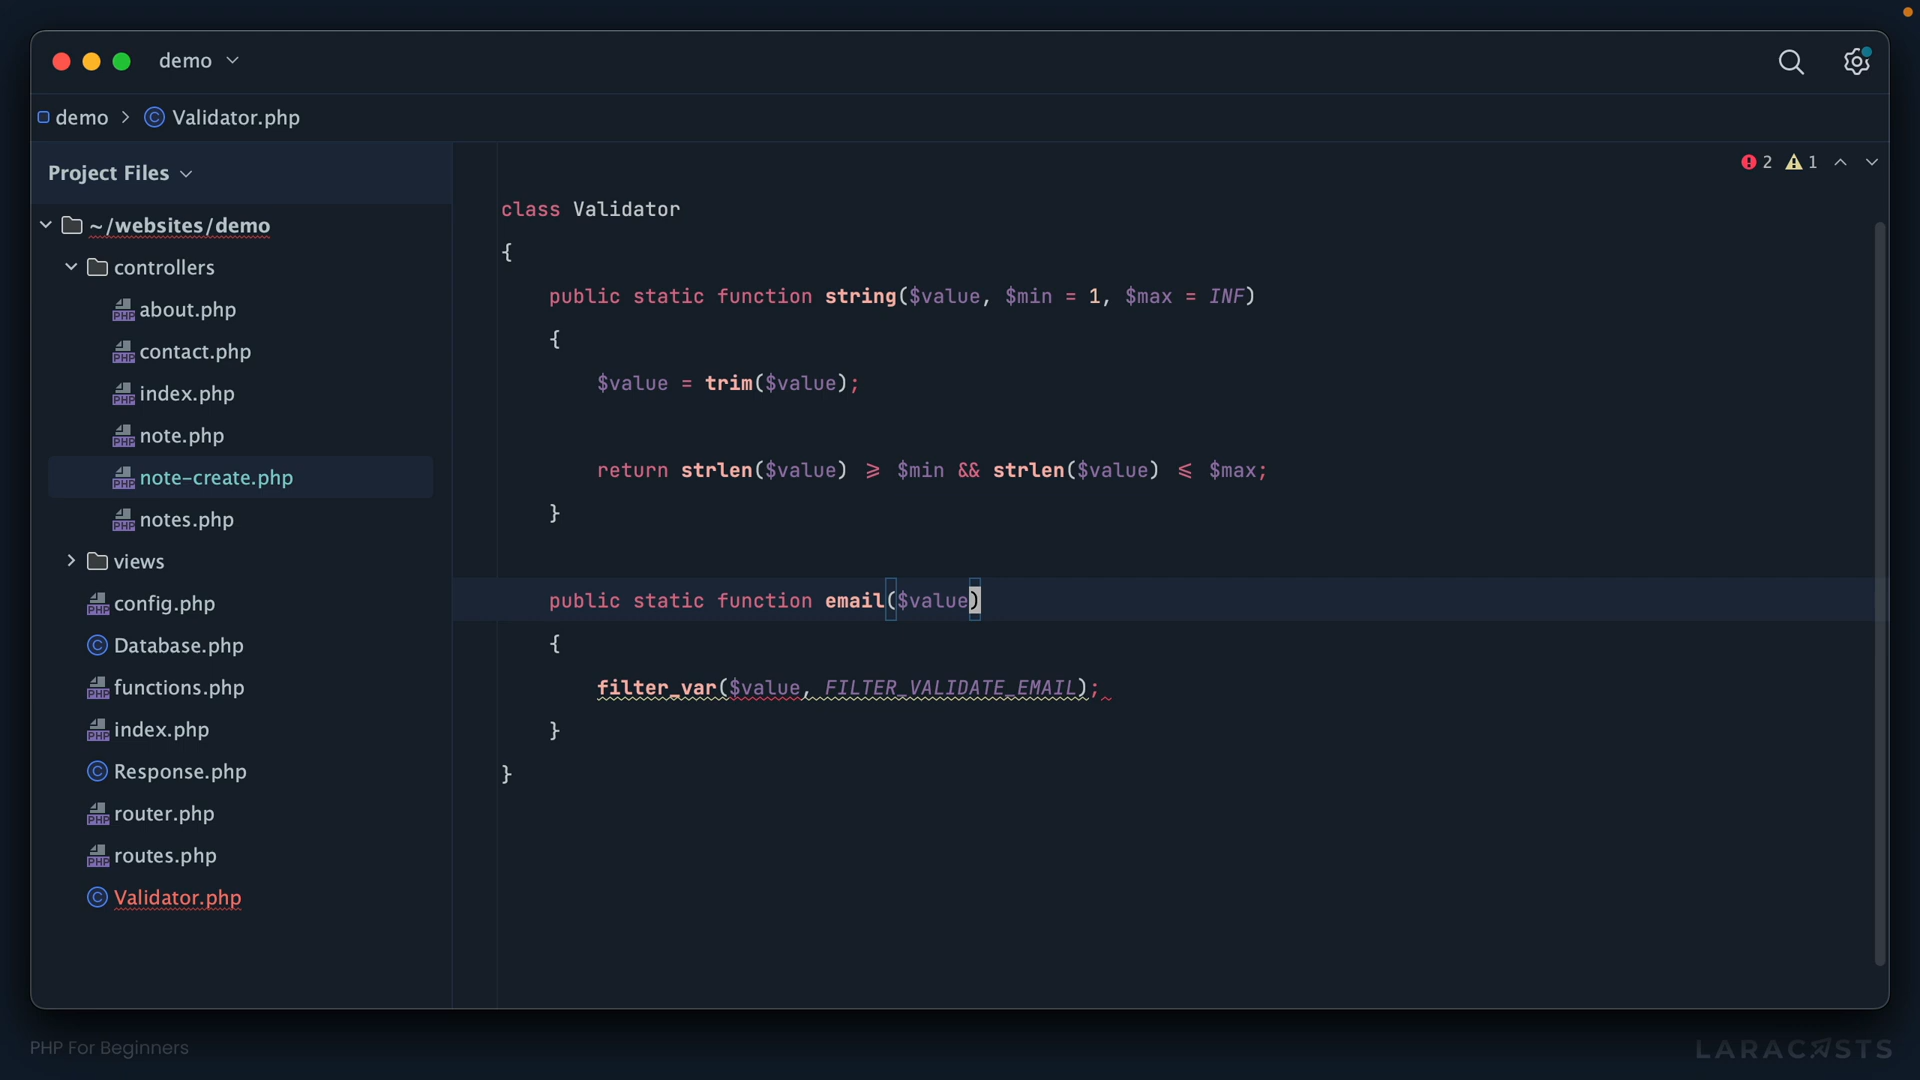 demo
demo > Validator.php
2 1
Project Files
~/websites/demo
controllers
about.php
contact.php
index.php
note.php
note-create.php
notes.php
views
config.php
Database.php
functions.php
index.php
Response.php
router.php
routes.php
Validator.php
class Validator
{
public static function string($value, $min = 1, $max = INF)
{
$value = trim($value);
return strlen($value) ⩾ $min && strlen($value) ⩽ $max;
}
public static function email($value)
{
filter_var($value, FILTER_VALIDATE_EMAIL);
}
}
PHP For Beginners
LARACASTS